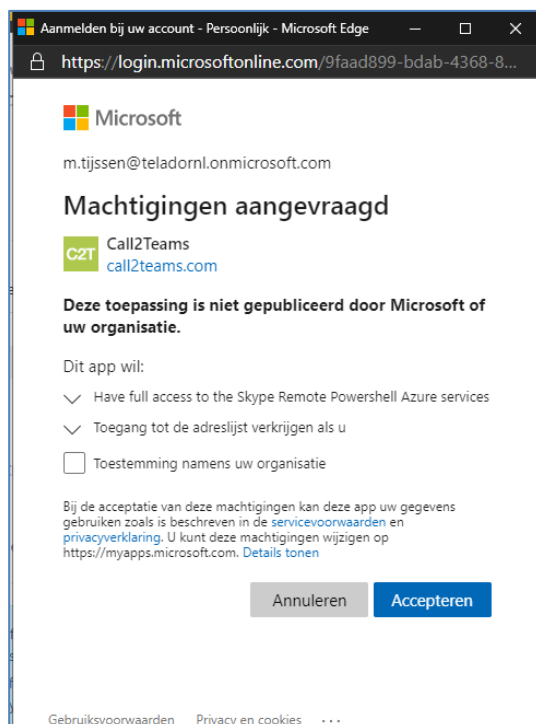 Aanmelden bij uw account - Persoonlijk - Microsoft Edge
https://login.microsoftonline.com/9faad899-bdab-4368-8...
Microsoft
m.tijssen@teladornl.onmicrosoft.com
Machtigingen aangevraagd
C2T
Call2Teams
call2teams.com
Deze toepassing is niet gepubliceerd door Microsoft of
uw organisatie.
Dit app wil:
Have full access to the Skype Remote Powershell Azure services
Toegang tot de adreslijst verkrijgen als u
Toestemming namens uw organisatie
Bij de acceptatie van deze machtigingen kan deze app uw gegevens
gebruiken zoals is beschreven in de servicevoorwaarden en
privacyverklaring. U kunt deze machtigingen wijzigen op
https://myapps.microsoft.com. Details tonen
Annuleren
Accepteren
Gebruiksvoorwaarden Privacy en cookies ...